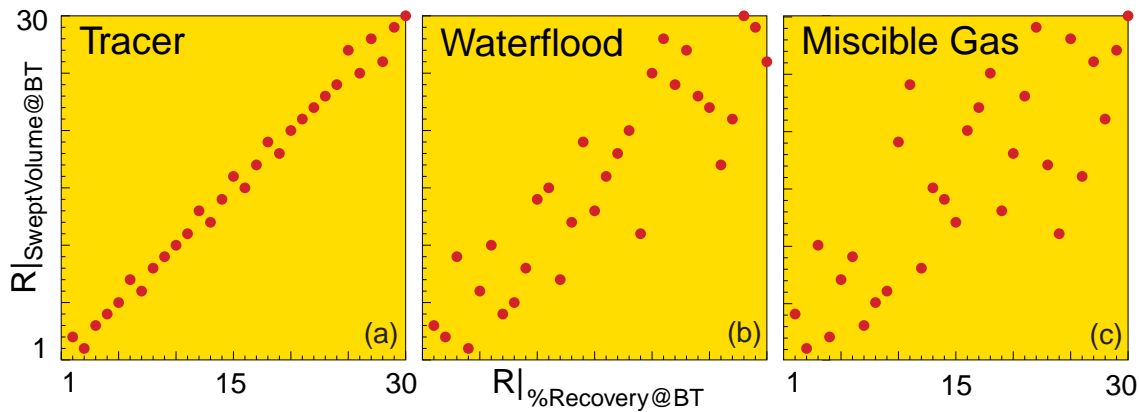 30
Tracer
Waterflood
Miscible Gas
R|SweptVolume@BT
(a)
(b)
(c)
1
1
15
30
R|%Recovery@BT
1
15
30